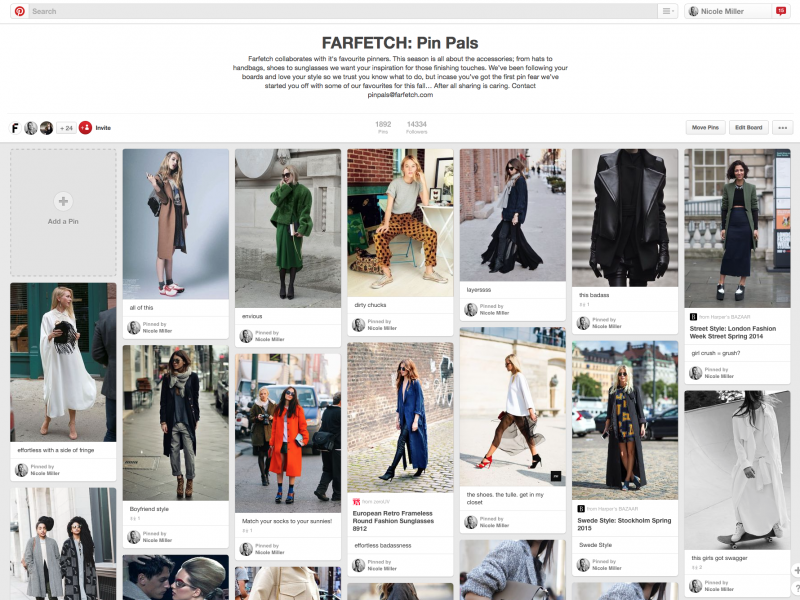 Search
Nicole Miller
15
FARFETCH: Pin Pals
Farfetch collaborates with it's favourite pinners. This season is all about the accessories; from hats to
handbags, shoes to sunglasses we want your inspiration for those finishing touches. We've been following your
boards and love your style so we trust you know what to do, but incase you've got the first pin fear we've
started you off with some of our favourites for this fall... After all sharing is caring. Contact
pinpals@farfetch.com
F
+ 24
Invite
1892
Pins
14334
Followers
Move Pins
Edit Board
Add a Pin
effortless with a side of fringe
Pinned by
Nicole Miller
all of this
Pinned by
Nicole Miller
Boyfriend style
1
Pinned by
Nicole Miller
envious
Pinned by
Nicole Miller
Match your socks to your sunnies!
1
Pinned by
Nicole Miller
dirty chucks
Pinned by
Nicole Miller
European Retro Frameless
Round Fashion Sunglasses
8912
effortless badassness
Pinned by
Nicole Miller
layerssss
Pinned by
Nicole Miller
the shoes. the tulle. get in my
closet
Pinned by
Nicole Miller
this badass
1
Pinned by
Nicole Miller
from Harper's BAZAAR
Swede Style: Stockholm Spring
2015
Swede Style
Pinned by
Nicole Miller
from Harper's BAZAAR
Street Style: London Fashion
Week Street Spring 2014
girl crush = grush?
Pinned by
Nicole Miller
this girls got swagger
2
Pinned by
Nicole Miller
?